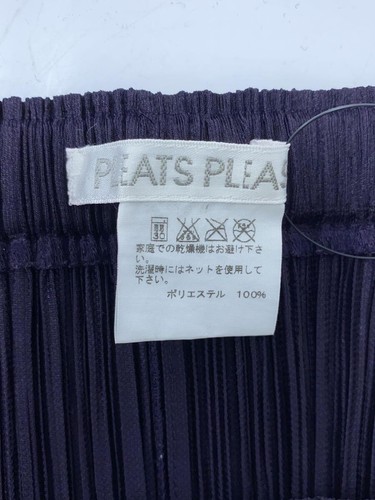 PLEATS PLEAS
30
家庭での乾燥機はお避け下さ
い。
洗濯時にはネットを使用して
下さい。
ポリエステル 100%